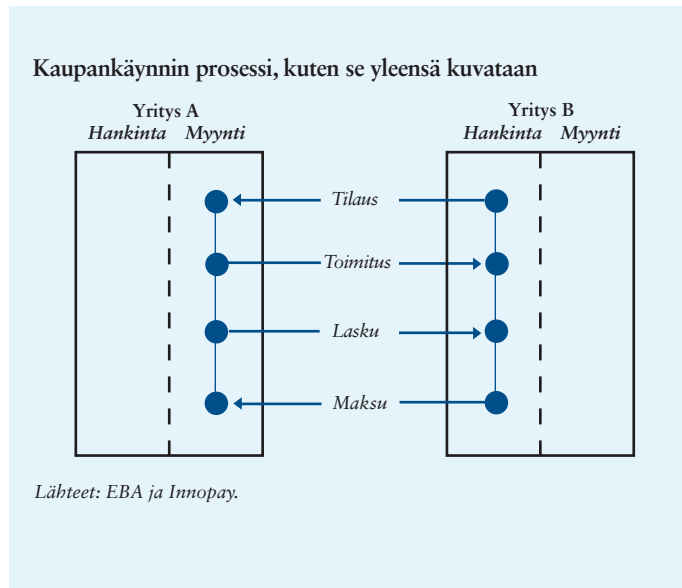 Kaupankäynnin prosessi, kuten se yleensä kuvataan
Yritys A
Yritys B
Hankinta Myynti
Hankinta Myynti
Tilaus
Toimitus
Lasku
Maksu
Lähteet: EBA ja Innopay.